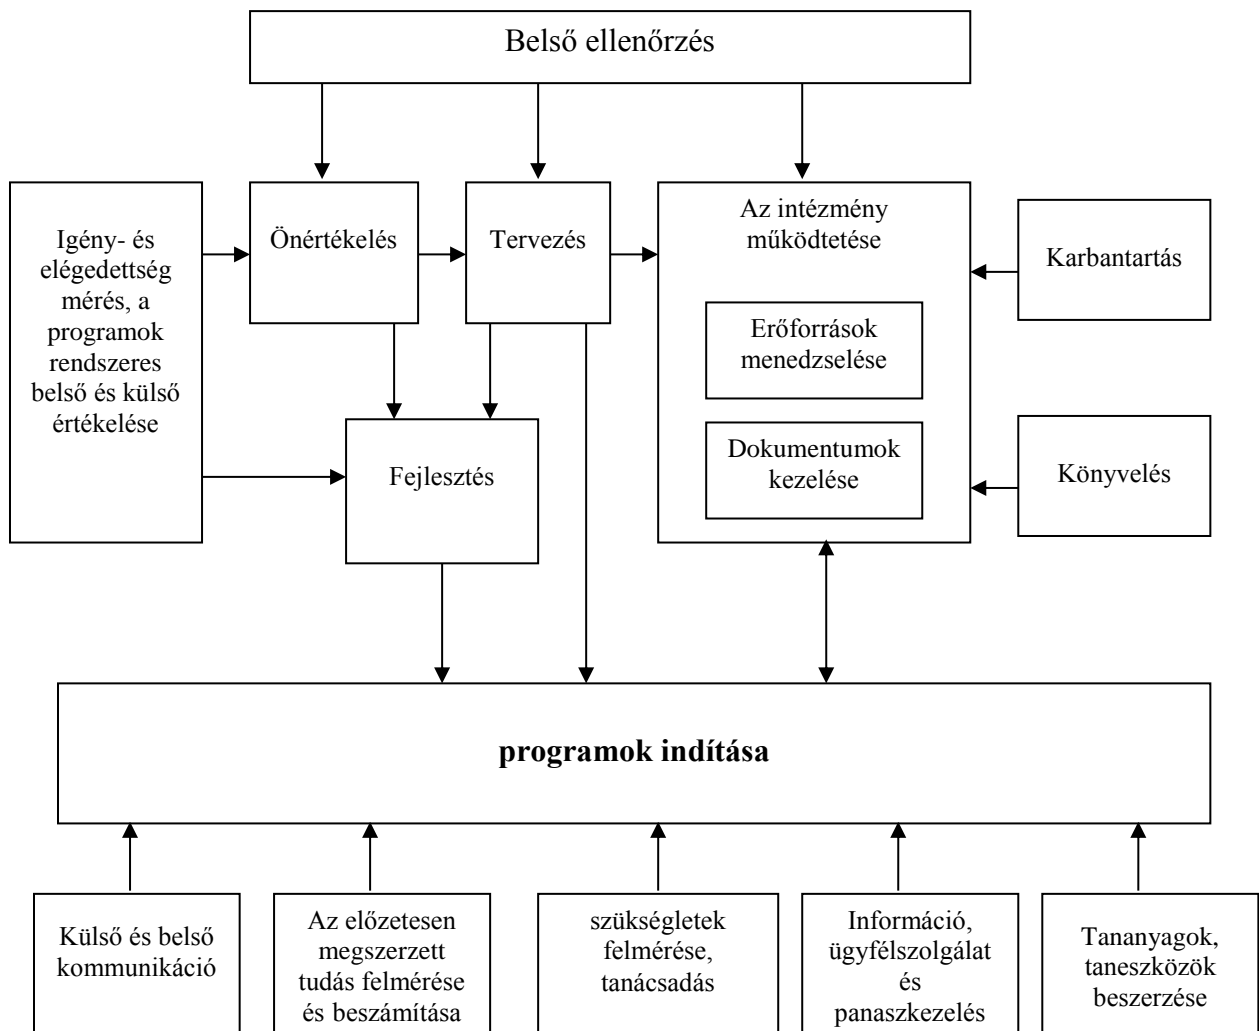 Belső ellenőrzés
Igény- és
elégedettség
mérés, a
programok
rendszeres
belső és külső
értékelése
Önértékelés
Tervezés
Az intézmény
működtetése
Erőforrások
menedzselése
Dokumentumok
kezelése
Karbantartás
Könyvelés
Fejlesztés
programok indítása
Külső és belső
kommunikáció
Az előzetesen
megszerzett
tudás felmérése
és beszámítása
szükségletek
felmérése,
tanácsadás
Információ,
ügyfélszolgálat
és
panaszkezelés
Tananyagok,
taneszközök
beszerzése